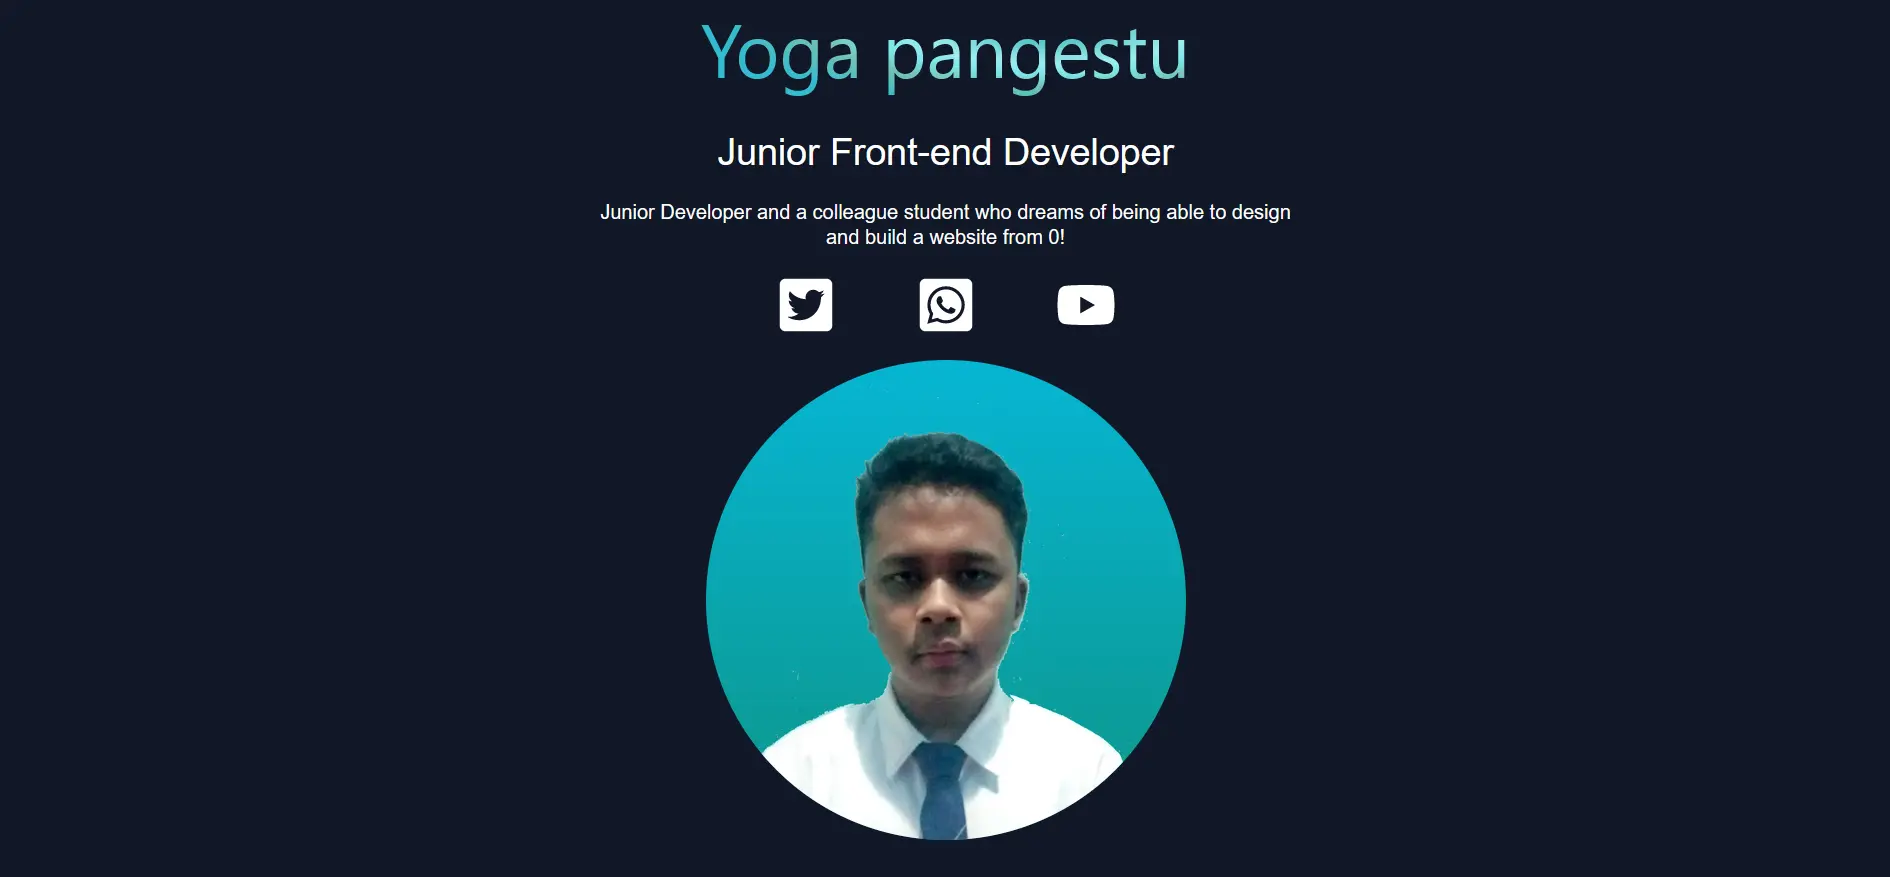 Yoga pangestu
Junior Front-end Developer
Junior Developer and a colleague student who dreams of being able to design
and build a website from 0!